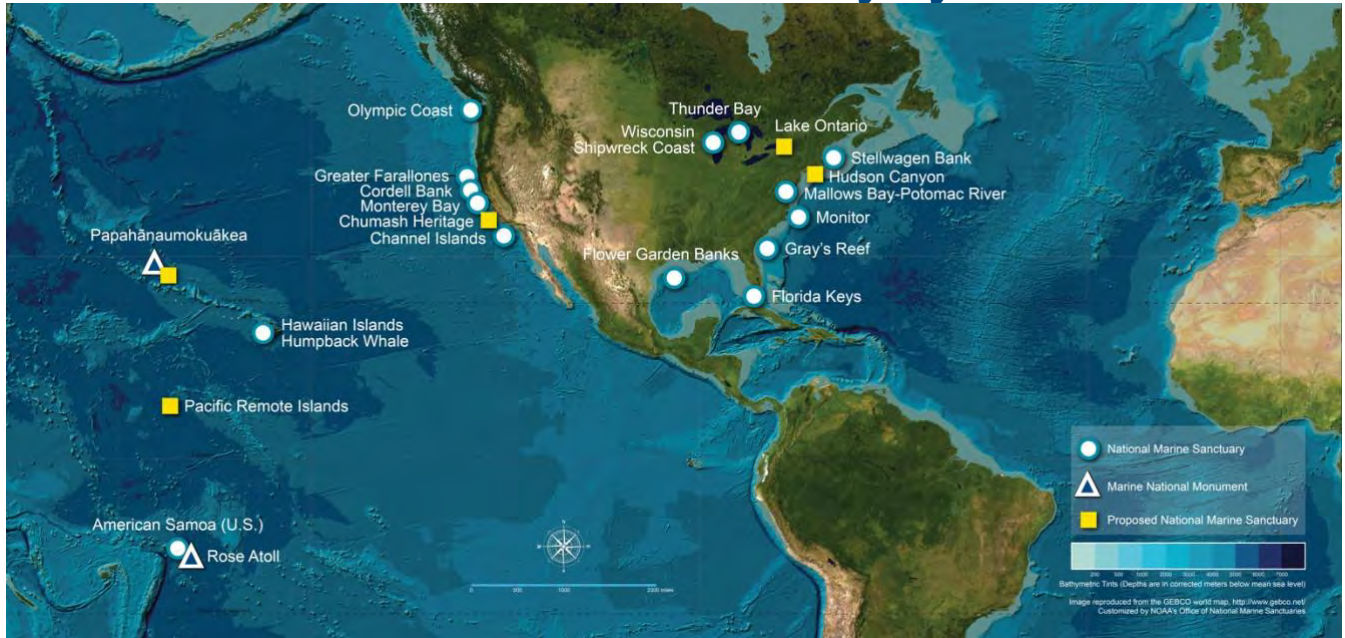 Olympic Coast
Thunder Bay
Wisconsin
Shipwreck Coast
Lake Ontario
Stellwagen Bank
Hudson Canyon
Mallows Bay-Potomac River
Monitor
Gray's Reef
Flower Garden Banks
Florida Keys
Greater Farallones
Cordell Bank
Monterey Bay
Chumash Heritage
Channel Islands
Papahānaumokuākea
Hawaiian Islands
Humpback Whale
Pacific Remote Islands
American Samoa (U.S.)
Rose Atoll
National Marine Sanctuary
Marine National Monument
Proposed National Marine Sanctuary
Bathymetric Tints (Depths are in corrected meters below mean sea level)
Image reproduced from the GEBCO world map, http://www.gebco.net/
Customized by NOAA's Office of National Marine Sanctuaries